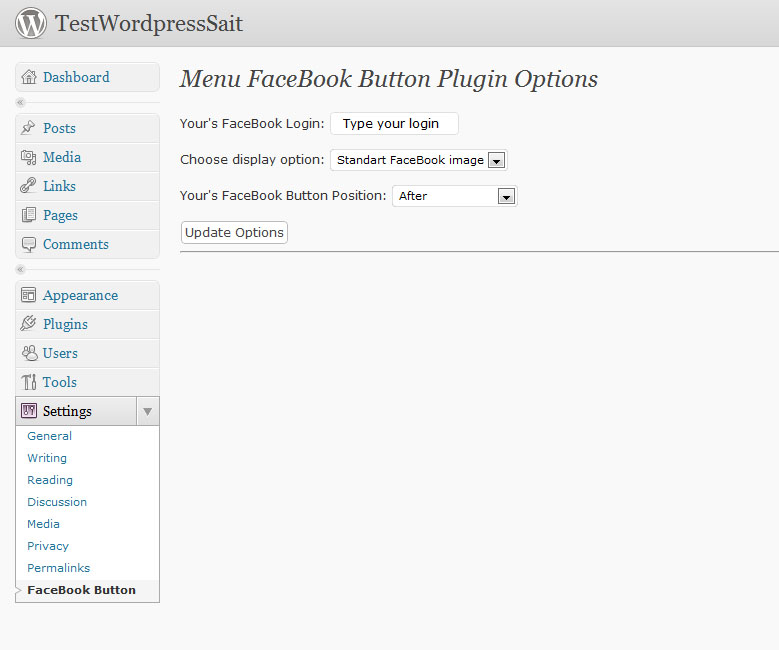 TestWordpressSait
Dashboard
Posts
Media
Links
Pages
Comments
Appearance
Plugins
Users
Tools
Settings
General
Writing
Reading
Discussion
Media
Privacy
Permalinks
FaceBook Button
Menu FaceBook Button Plugin Options
Your's FaceBook Login: Type your login
Choose display option: Standart FaceBook image
Your's FaceBook Button Position: After
Update Options